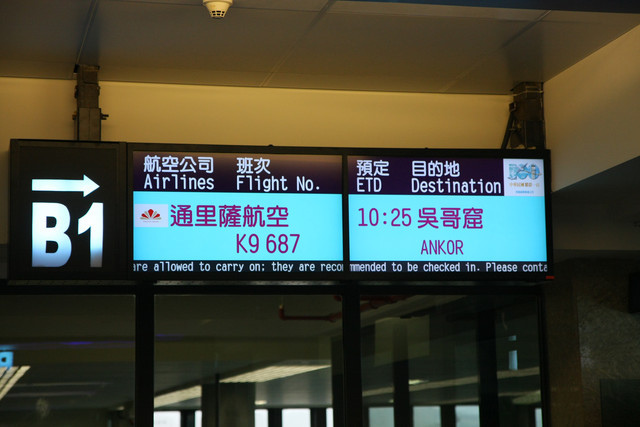 B1
航空公司 班次
Airlines Flight No.
通里薩航空
K9 687
are allowed to carry on; they are reco
預定 目的地
ETD Destination
10:25 吳哥窟
ANKOR
mmended to be checked in. Please conta